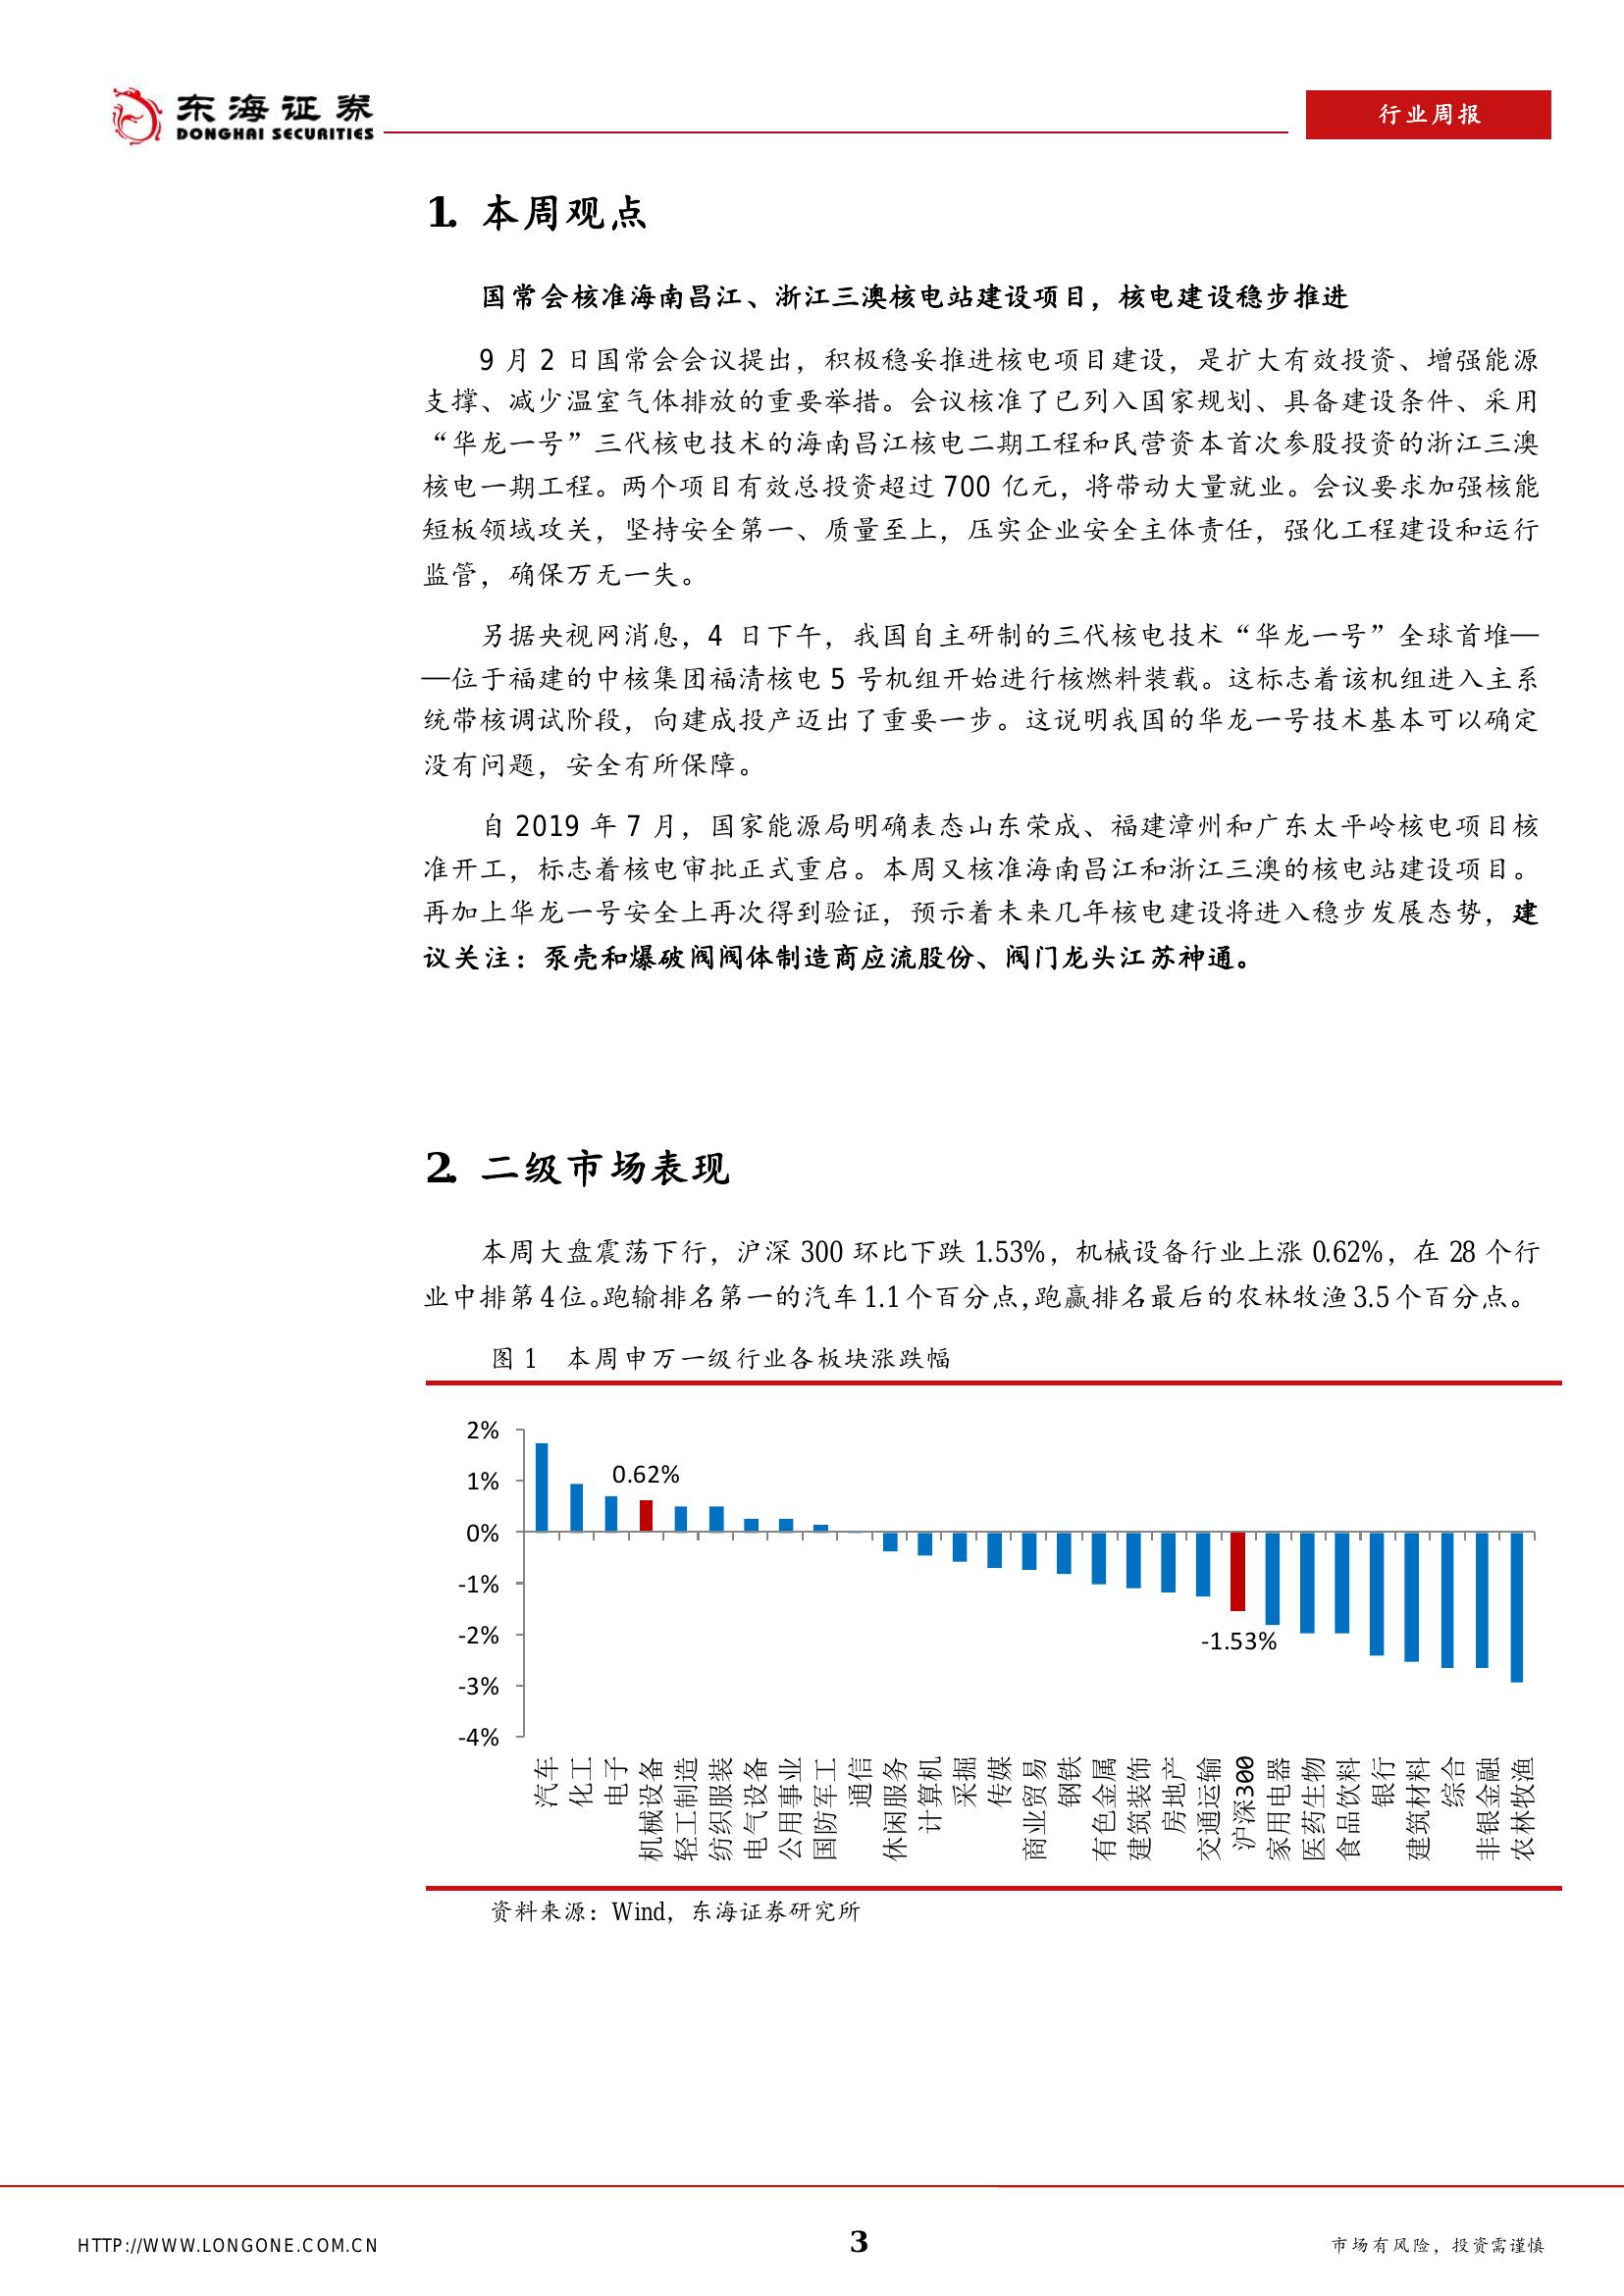 东海证券
DONGHAI SECURITIES
行业周报
1. 本周观点
国常会核准海南昌江、浙江三澳核电站建设项目，核电建设稳步推进
9 月 2 日国常会会议提出，积极稳妥推进核电项目建设，是扩大有效投资、增强能源
支撑、减少温室气体排放的重要举措。会议核准了已列入国家规划、具备建设条件、采用
“华龙一号”三代核电技术的海南昌江核电二期工程和民营资本首次参股投资的浙江三澳
核电一期工程。两个项目有效总投资超过 700 亿元，将带动大量就业。会议要求加强核能
短板领域攻关，坚持安全第一、质量至上，压实企业安全主体责任，强化工程建设和运行
监管，确保万无一失。
另据央视网消息，4 日下午，我国自主研制的三代核电技术“华龙一号”全球首堆—
—位于福建的中核集团福清核电 5 号机组开始进行核燃料装载。这标志着该机组进入主系
统带核调试阶段，向建成投产迈出了重要一步。这说明我国的华龙一号技术基本可以确定
没有问题，安全有所保障。
自 2019 年 7 月，国家能源局明确表态山东荣成、福建漳州和广东太平岭核电项目核
准开工，标志着核电审批正式重启。本周又核准海南昌江和浙江三澳的核电站建设项目。
再加上华龙一号安全上再次得到验证，预示着未来几年核电建设将进入稳步发展态势，建
议关注：泵壳和爆破阀阀体制造商应流股份、阀门龙头江苏神通。
2. 二级市场表现
本周大盘震荡下行，沪深 300 环比下跌 1.53%，机械设备行业上涨 0.62%，在 28 个行
业中排第 4 位。跑输排名第一的汽车 1.1 个百分点，跑赢排名最后的农林牧渔 3.5 个百分点。
图 1 本周申万一级行业各板块涨跌幅
2%
1%
0%
-1%
-2%
-3%
-4%
0.62%
-1.53%
汽车
化工
电子
机械设备
轻工制造
纺织服装
电气设备
公用事业
国防军工
通信
休闲服务
计算机
采掘
传媒
商业贸易
钢铁
有色金属
建筑装饰
房地产
交通运输
沪深300
家用电器
医药生物
食品饮料
银行
建筑材料
综合
非银金融
农林牧渔
资料来源：Wind，东海证券研究所
HTTP://WWW.LONGONE.COM.CN
3
市场有风险，投资需谨慎